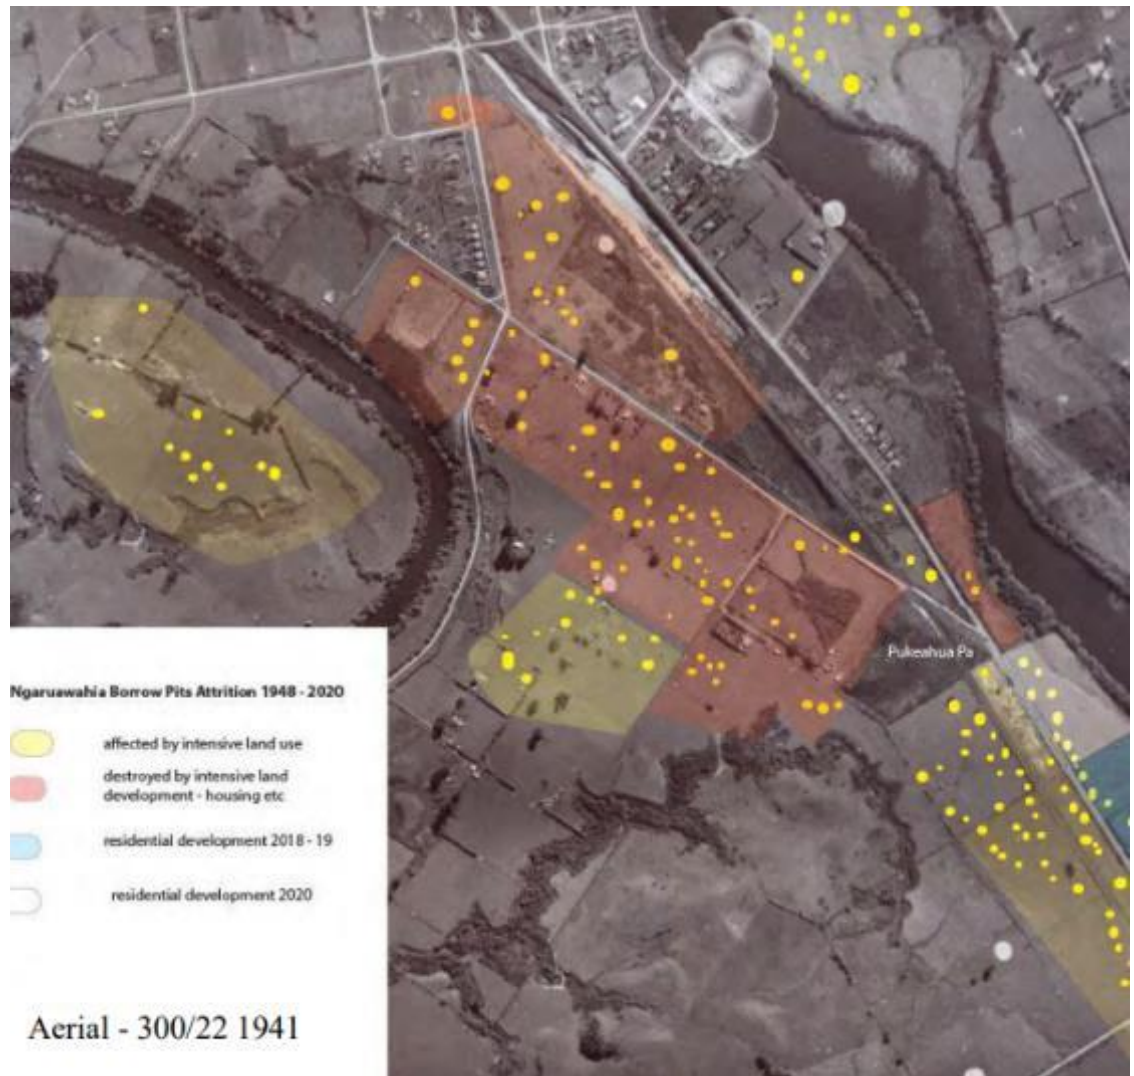 Pukeahua Pa
Ngaruawahia Borrow Pits Attrition 1948 - 2020
affected by intensive land use
destroyed by intensive land
development - housing etc
residential development 2018 - 19
residential development 2020
Aerial - 300/22 1941